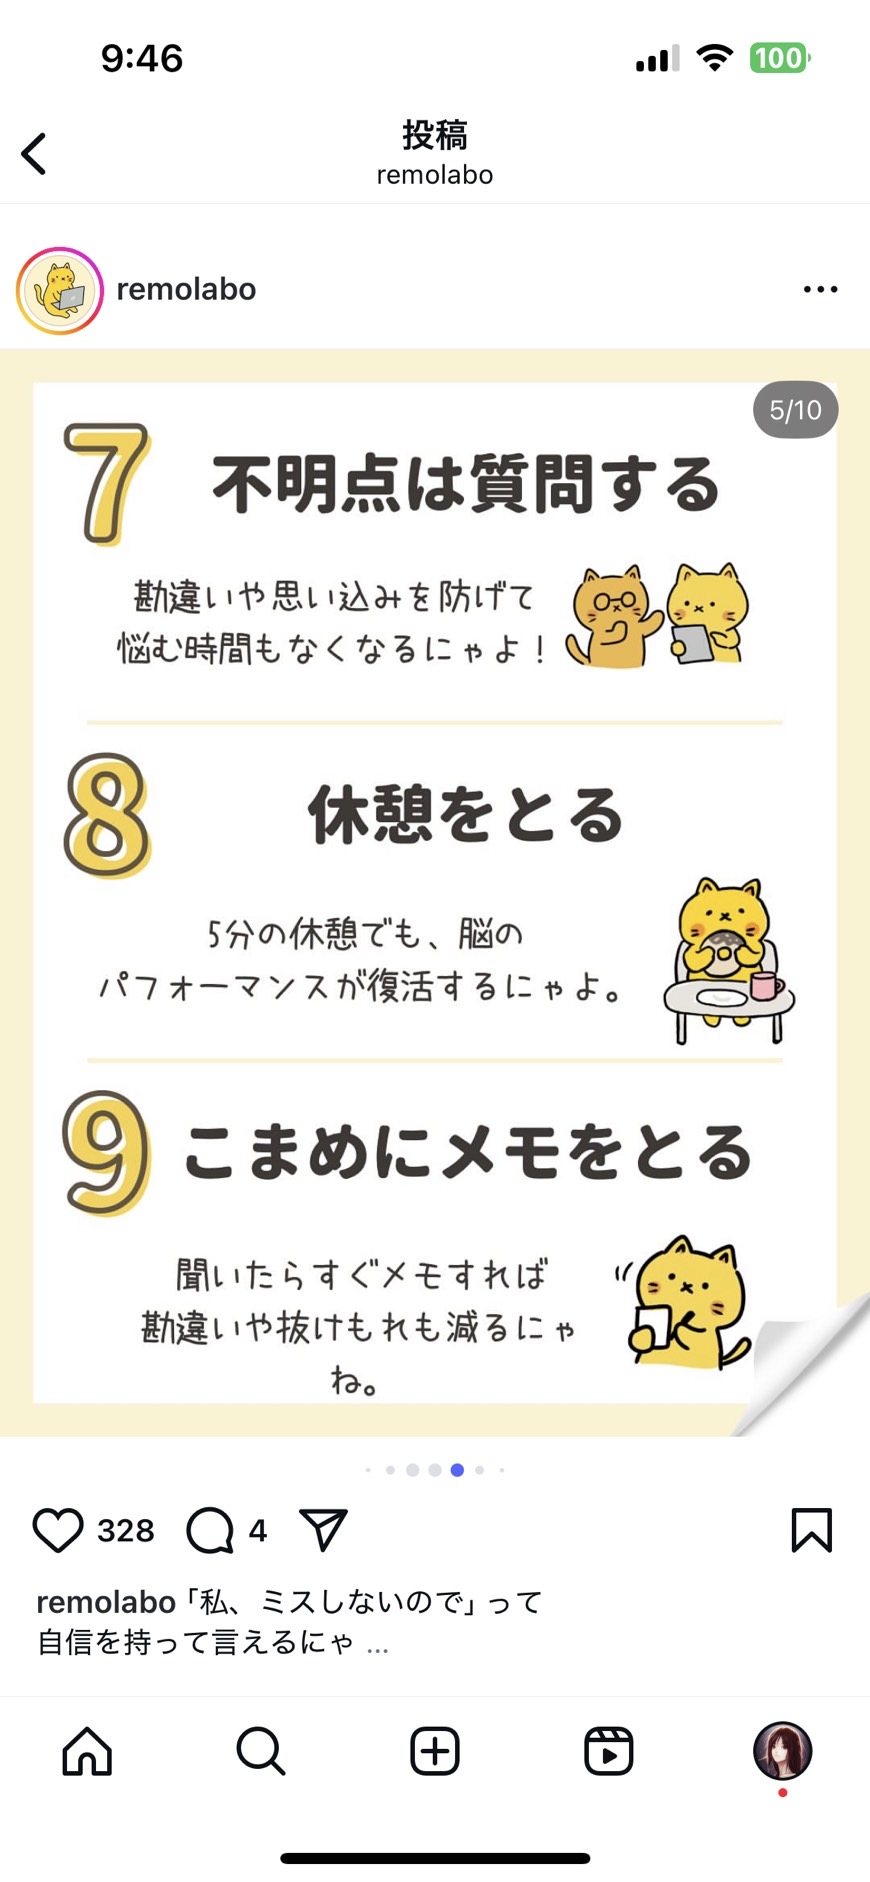 9:46
100
投稿
remolabo
remolabo
5/10
7
不明点は質問する
勘違いや思い込みを防げて
悩む時間もなくなるにゃよ！
8
休憩をとる
5分の休憩でも、脳の
パフォーマンスが復活するにゃよ。
9
こまめにメモをとる
聞いたらすぐメモすれば
勘違いや抜けもれも減るにゃ
ね。
328
4
remolabo「私、ミスしないので」って
自信を持って言えるにゃ ...